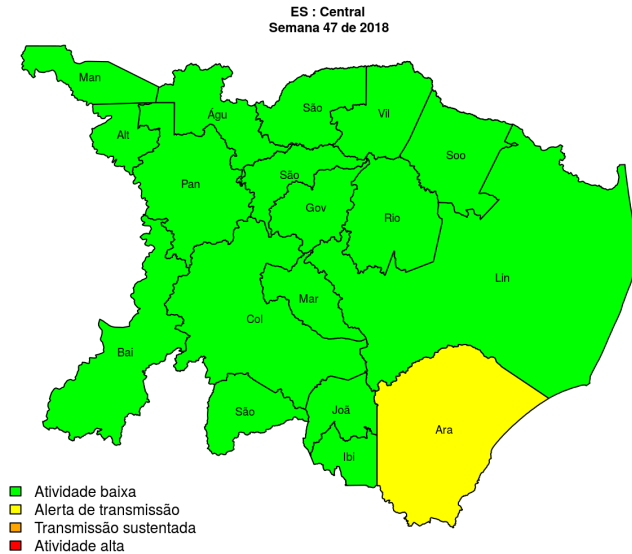 ES : Central
Semana 47 de 2018
Man
Águ
São
Vil
Alt
Soo
São
Pan
Gov
Rio
Lin
Mar
Col
Bai
São
Joã
Ara
Ibi
Atividade baixa
Alerta de transmissão
Transmissão sustentada
Atividade alta